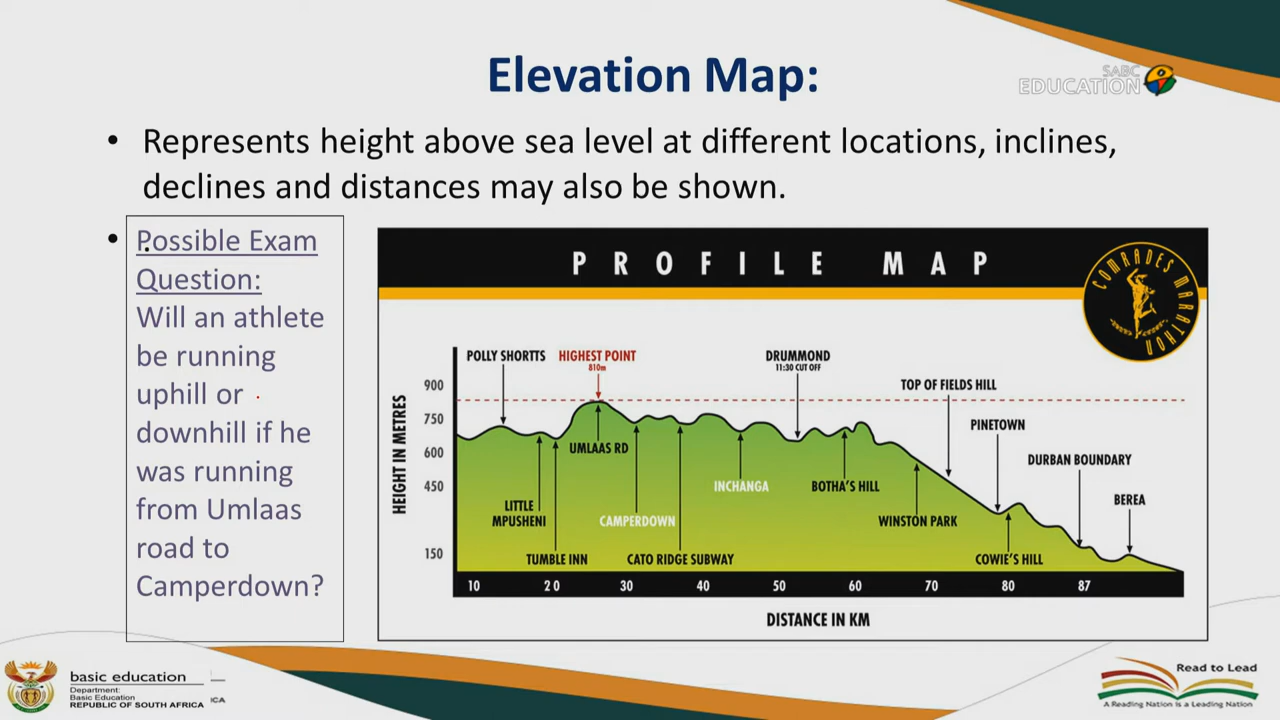 Elevation Map:
SABC
EDUCATION
• Represents height above sea level at different locations, inclines,
declines and distances may also be shown.
• Possible Exam
Question:
Will an athlete
be running
uphill or
downhill if he
was running
from Umlaas
road to
Camperdown?
PROFILE MAP
COMRADES MARATHON
POLLY SHORTTS
HIGHEST POINT
810m
DRUMMOND
11:30 CUT OFF
TOP OF FIELDS HILL
PINETOWN
DURBAN BOUNDARY
BEREA
HEIGHT IN METRES
900
750
600
450
150
UMLAAS RD
LITTLE
MPUSHENI
TUMBLE INN
CAMPERDOWN
CATO RIDGE SUBWAY
INCHANGA
BOTHA'S HILL
WINSTON PARK
COWIE'S HILL
10 20 30 40 50 60 70 80 87
DISTANCE IN KM
basic education
Department:
Basic Education
REPUBLIC OF SOUTH AFRICA
ICA
Read to Lead
A Reading Nation is a Leading Nation